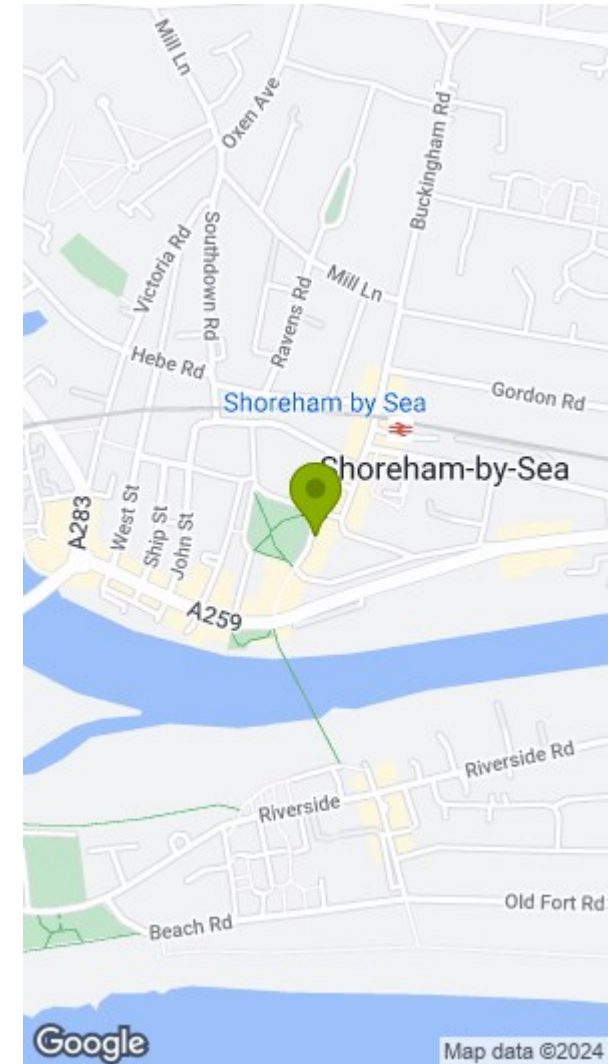 Mill Ln
Oxen Ave
Buckingham Rd
Victoria Rd
Southdown Rd
Ravens Rd
Mill Ln
Hebe Rd
Gordon Rd
Shoreham by Sea
Shoreham-by-Sea
A283
West St
Ship St
John St
A259
Riverside Rd
Riverside
Old Fort Rd
Beach Rd
Google
Map data ©2024